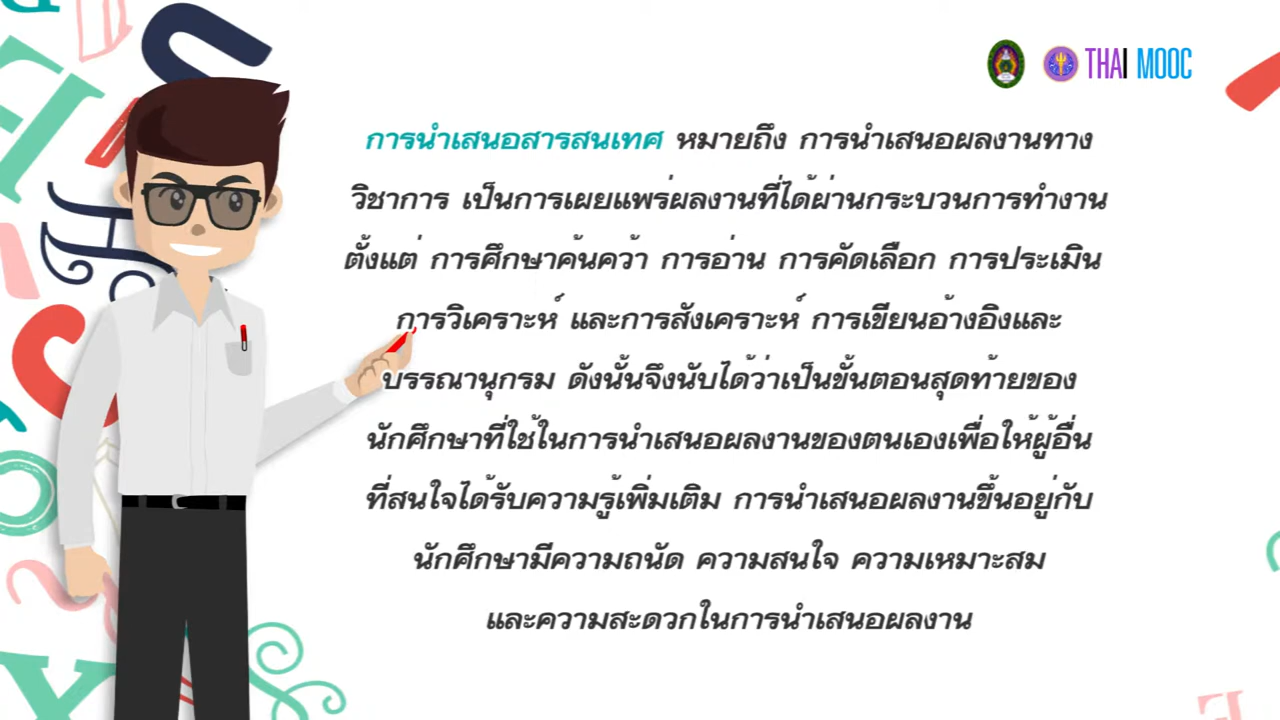 THAI MOOC
การนำเสนอสารสนเทศ หมายถึง การนำเสนอผลงานทาง
วิชาการ เป็นการเผยแพร่ผลงานที่ได้ผ่านกระบวนการทำงาน
ตั้งแต่ การศึกษาค้นคว้า การอ่าน การคัดเลือก การประเมิน
การวิเคราะห์ และการสังเคราะห์ การเขียนอ้างอิงและ
บรรณานุกรม ดังนั้นจึงนับได้ว่าเป็นขั้นตอนสุดท้ายของ
นักศึกษาที่ใช้ในการนำเสนอผลงานของตนเองเพื่อให้ผู้อื่น
ที่สนใจได้รับความรู้เพิ่มเติม การนำเสนอผลงานขึ้นอยู่กับ
นักศึกษามีความถนัด ความสนใจ ความเหมาะสม
และความสะดวกในการนำเสนอผลงาน